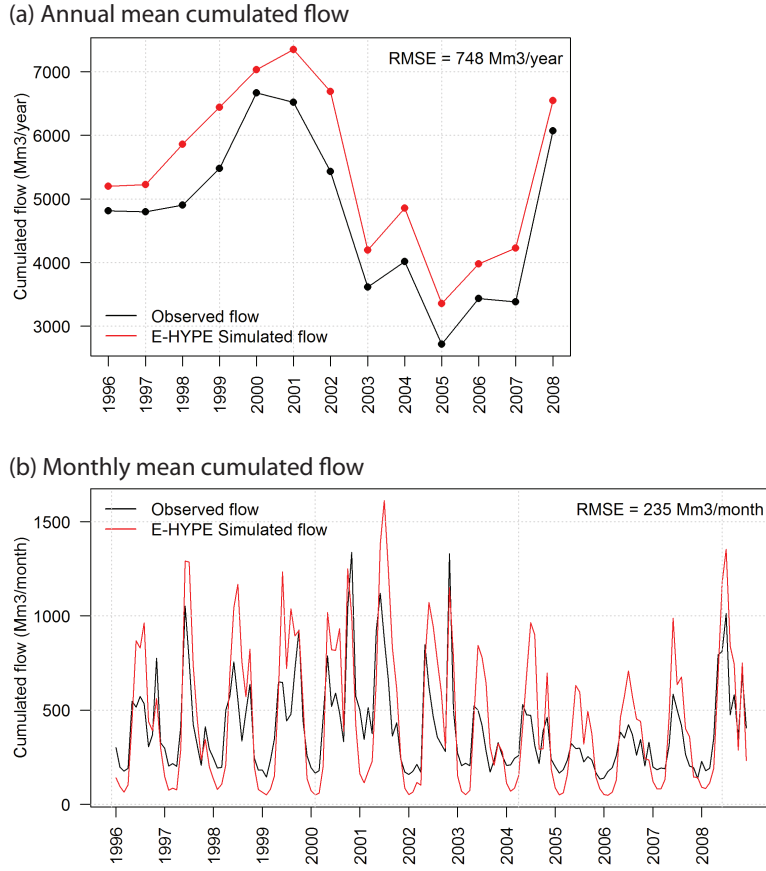 (a) Annual mean cumulated flow
RMSE = 748 Mm3/year
Cumulated flow (Mm3/year)
7000
6000
5000
4000
3000
Observed flow
E-HYPE Simulated flow
1996 1997 1998 1999 2000 2001 2002 2003 2004 2005 2006 2007 2008
(b) Monthly mean cumulated flow
Observed flow
E-HYPE Simulated flow
RMSE = 235 Mm3/month
Cumulated flow (Mm3/month)
1500
1000
500
0
1996 1997 1998 1999 2000 2001 2002 2003 2004 2005 2006 2007 2008